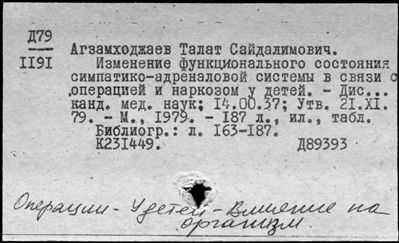 Д79
II91
Агзамходжаев Талат Сайдалимович.
Изменение функционального состояния
симпатико-адреналовой системы в связи с
операцией и наркозом у детей. - Дис...
канд. мед. наук; 14.00.37; Утв. 21.XI.
79. - М., 1979. - 187 л., ил., табл.
Библиогр.: л. 163-187.
К231449. Д89393
Операции - У детей - Влияние на
организм.